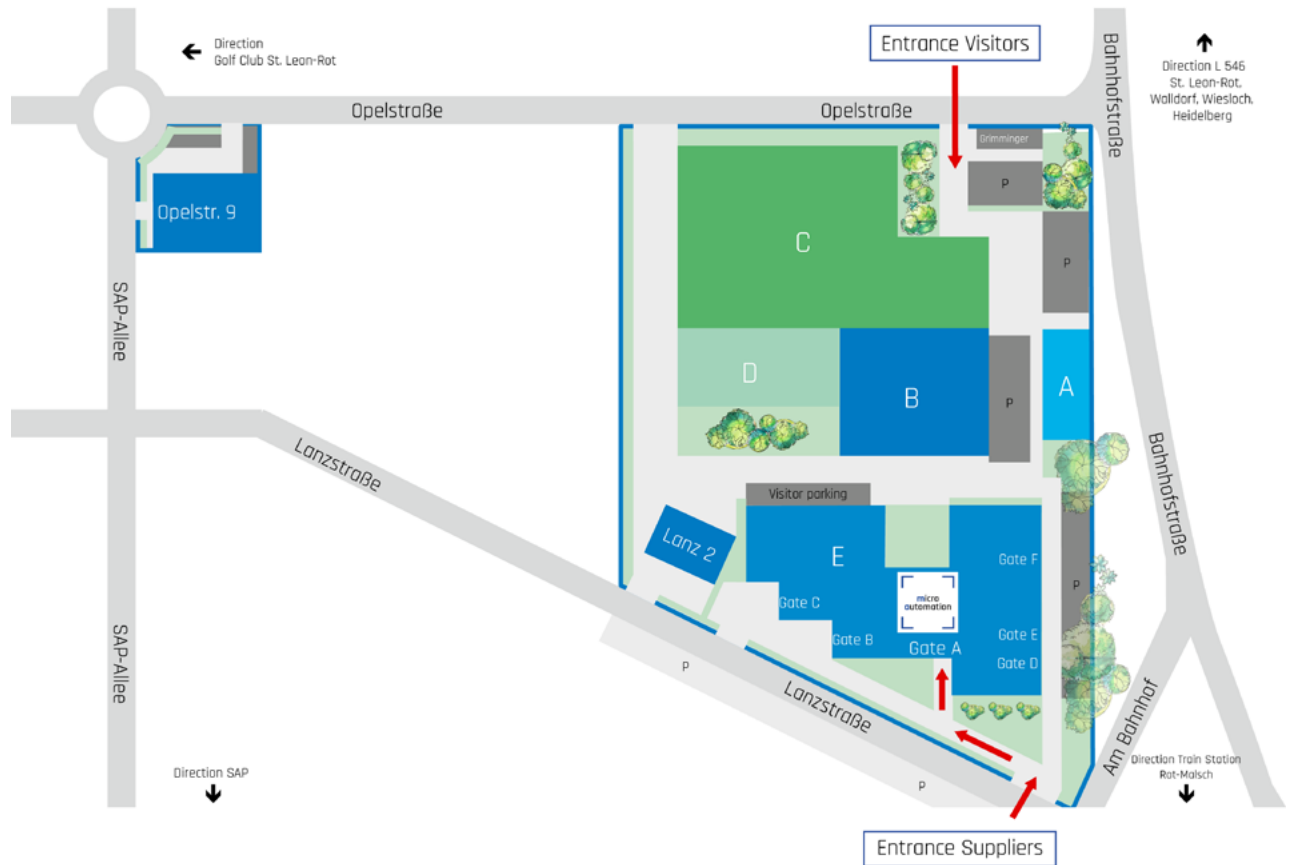 Direction
Golf Club St. Leon-Rot
Entrance Visitors
Bahnhofstraße
Direction L 546
St. Leon-Rot,
Walldorf, Wiesloch,
Heidelberg
Opelstraße
Opelstraße
Grimminger
P
Opelstr. 9
C
P
SAP-Allee
D
B
P
A
Lanzstraße
Bahnhofstraße
Visitor parking
Lanz 2
E
Gate F
micro
automation
P
Gate C
Gate B
Gate A
Gate E
Gate D
SAP-Allee
P
Lanzstraße
Am Bahnhof
Direction SAP
P
Direction Train Station
Rot-Malsch
Entrance Suppliers